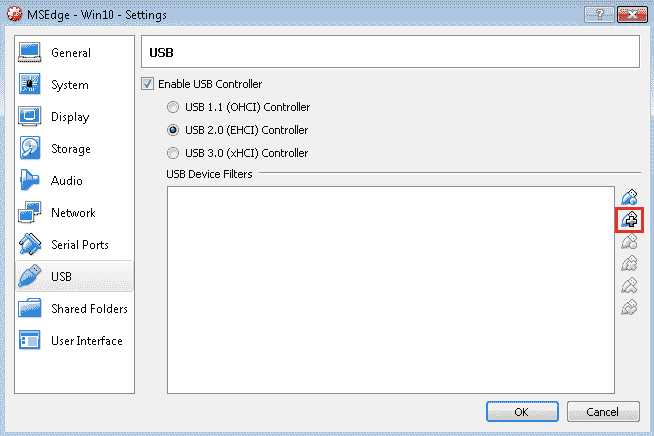 MSEdge - Win10 - Settings
General
System
Display
Storage
Audio
Network
Serial Ports
USB
Shared Folders
User Interface
USB
Enable USB Controller
USB 1.1 (OHCI) Controller
USB 2.0 (EHCI) Controller
USB 3.0 (xHCI) Controller
USB Device Filters
OK
Cancel